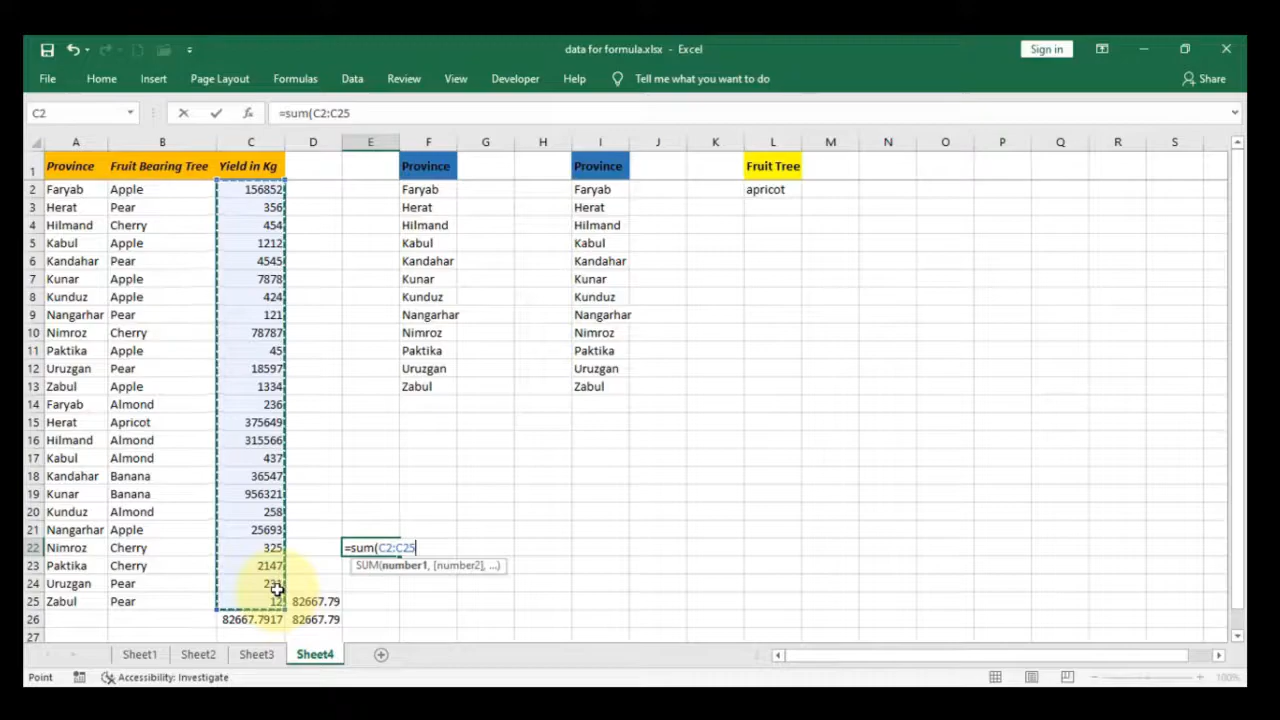 data for formula.xlsx - Excel
Sign in
File Home Insert Page Layout Formulas Data Review View Developer Help Tell me what you want to do Share
C2 fx =sum(C2:C25
A B C D E F G H I J K L M N O P Q R S
1 Province Fruit Bearing Tree Yield in Kg Province Province Fruit Tree
2 Faryab Apple 156852 Faryab Faryab apricot
3 Herat Pear 356 Herat Herat
4 Hilmand Cherry 454 Hilmand Hilmand
5 Kabul Apple 1212 Kabul Kabul
6 Kandahar Pear 4545 Kandahar Kandahar
7 Kunar Apple 7878 Kunar Kunar
8 Kunduz Apple 424 Kunduz Kunduz
9 Nangarhar Pear 121 Nangarhar Nangarhar
10 Nimroz Cherry 78787 Nimroz Nimroz
11 Paktika Apple 45 Paktika Paktika
12 Uruzgan Pear 18597 Uruzgan Uruzgan
13 Zabul Apple 1334 Zabul Zabul
14 Faryab Almond 236
15 Herat Apricot 375649
16 Hilmand Almond 315566
17 Kabul Almond 437
18 Kandahar Banana 36547
19 Kunar Banana 956321
20 Kunduz Almond 258
21 Nangarhar Apple 25693
22 Nimroz Cherry 325 =sum(C2:C25
23 Paktika Cherry 2147 SUM(number1, [number2], ...)
24 Uruzgan Pear
25 Zabul Pear 12 82667.79
26 82667.7917 82667.79
27
Sheet1 Sheet2 Sheet3 Sheet4
Point Accessibility: Investigate 100%